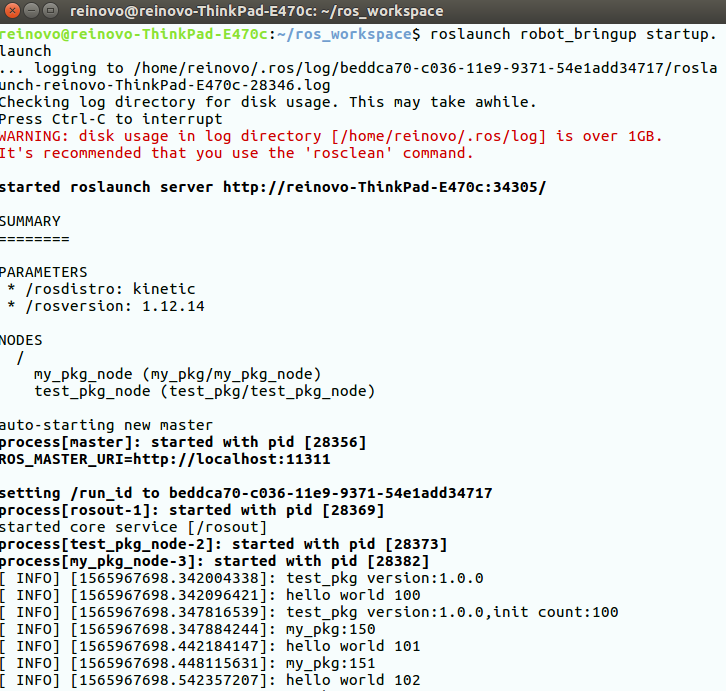 reinovo@reinovo-ThinkPad-E470c: ~/ros_workspace
reinovo@reinovo-ThinkPad-E470c:~/ros_workspace$ roslaunch robot_bringup startup.
launch
... logging to /home/reinovo/.ros/log/beddca70-c036-11e9-9371-54e1add34717/rosla
unch-reinovo-ThinkPad-E470c-28346.log
Checking log directory for disk usage. This may take awhile.
Press Ctrl-C to interrupt
WARNING: disk usage in log directory [/home/reinovo/.ros/log] is over 1GB.
It's recommended that you use the 'rosclean' command.
started roslaunch server http://reinovo-ThinkPad-E470c:34305/
SUMMARY
========
PARAMETERS
 * /rosdistro: kinetic
 * /rosversion: 1.12.14
NODES
  /
    my_pkg_node (my_pkg/my_pkg_node)
    test_pkg_node (test_pkg/test_pkg_node)
auto-starting new master
process[master]: started with pid [28356]
ROS_MASTER_URI=http://localhost:11311
setting /run_id to beddca70-c036-11e9-9371-54e1add34717
process[rosout-1]: started with pid [28369]
started core service [/rosout]
process[test_pkg_node-2]: started with pid [28373]
process[my_pkg_node-3]: started with pid [28382]
[ INFO] [1565967698.342004338]: test_pkg version:1.0.0
[ INFO] [1565967698.342096421]: hello world 100
[ INFO] [1565967698.347816539]: test_pkg version:1.0.0,init count:100
[ INFO] [1565967698.347884244]: my_pkg:150
[ INFO] [1565967698.442184147]: hello world 101
[ INFO] [1565967698.448115631]: my_pkg:151
[ INFO] [1565967698.542357207]: hello world 102